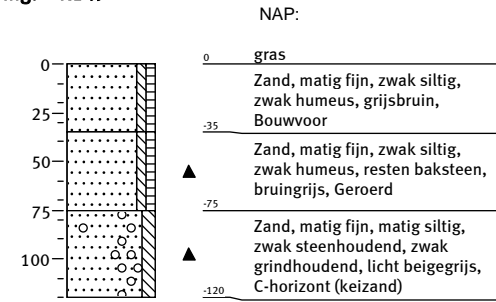 NAP:
0
25
50
75
100
0 gras
Zand, matig fijn, zwak siltig,
zwak humeus, grijsbruin,
Bouwvoor
-35
Zand, matig fijn, zwak siltig,
zwak humeus, resten baksteen,
bruingrijs, Geroerd
-75
Zand, matig fijn, matig siltig,
zwak steenhoudend, zwak
grindhoudend, licht beigegrijs,
C-horizont (keizand)
-120